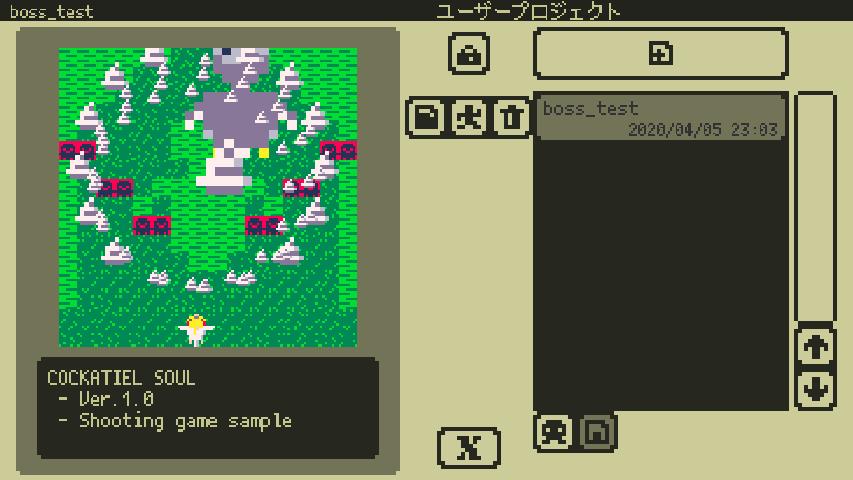 boss_test
ユーザープロジェクト
boss_test
2020/04/05 23:03
COCKATIEL SOUL
- Ver.1.0
- Shooting game sample
X